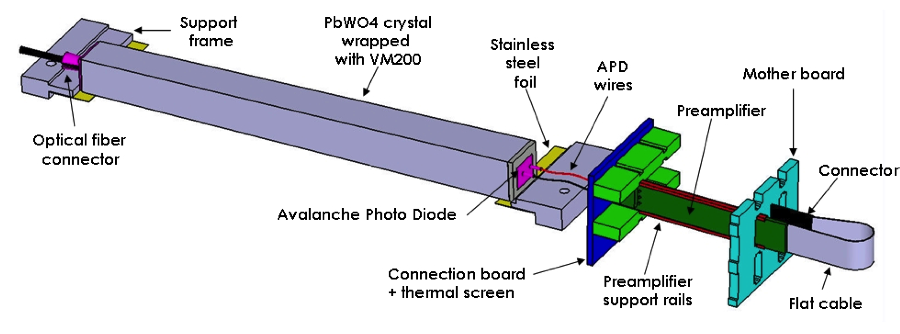 Support
frame
PbWO4 crystal
wrapped
with VM200
Stainless
steel
foil
APD
wires
Mother board
Preamplifier
Connector
Optical fiber
connector
Avalanche Photo Diode
Connection board
+ thermal screen
Preamplifier
support rails
Flat cable